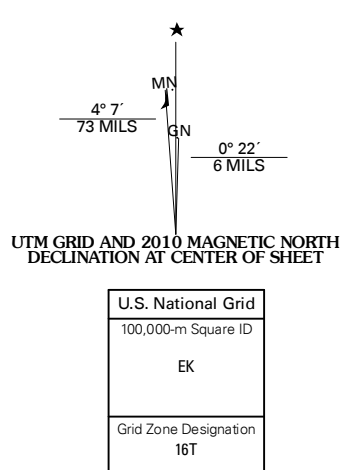 MN
4° 7´
73 MILS
GN
0° 22´
6 MILS
UTM GRID AND 2010 MAGNETIC NORTH
DECLINATION AT CENTER OF SHEET
U.S. National Grid
100,000-m Square ID
EK
Grid Zone Designation
16T